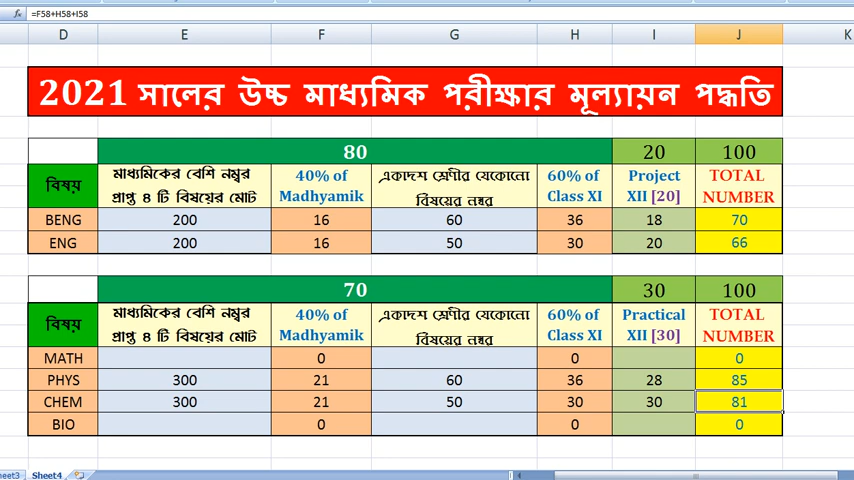 =F58+H58+I58
D E F G H I J K
2021 সালের উচ্চ মাধ্যমিক পরীক্ষার মূল্যায়ন পদ্ধতি
80 20 100
বিষয় মাধ্যমিকের বেশি নম্বর 40% of একাদশ শ্রেণীর যেকোনো 60% of Project TOTAL
প্রাপ্ত ৪ টি বিষয়ের মোট Madhyamik বিষয়ের নম্বর Class XI XII [20] NUMBER
BENG 200 16 60 36 18 70
ENG 200 16 50 30 20 66
70 30 100
বিষয় মাধ্যমিকের বেশি নম্বর 40% of একাদশ শ্রেণীর যেকোনো 60% of Practical TOTAL
প্রাপ্ত ৪ টি বিষয়ের মোট Madhyamik বিষয়ের নম্বর Class XI XII [30] NUMBER
MATH 0 0 0
PHYS 300 21 60 36 28 85
CHEM 300 21 50 30 30 81
BIO 0 0 0
Sheet4